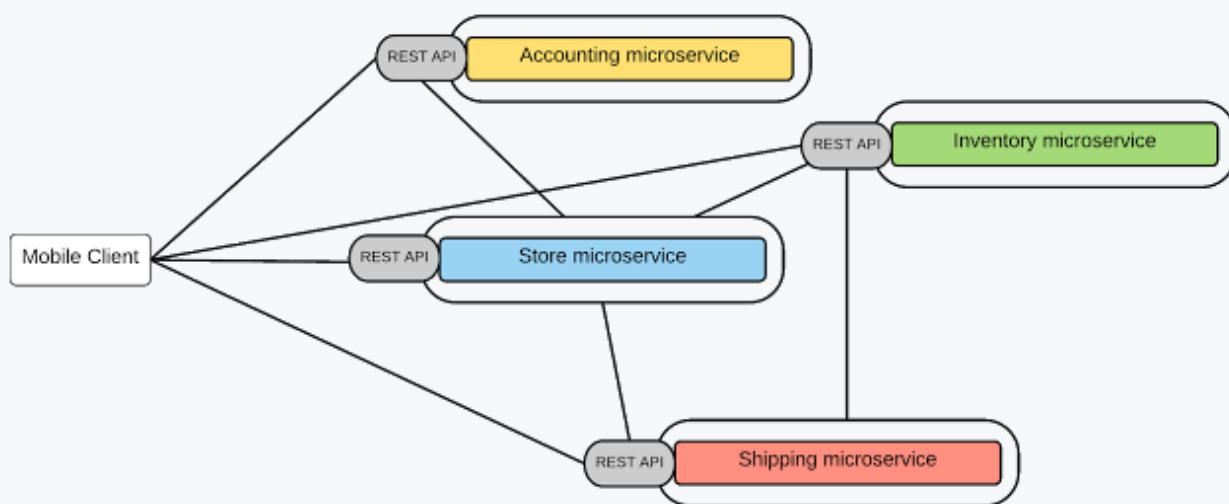 REST API
Accounting microservice
REST API
Inventory microservice
Mobile Client
REST API
Store microservice
REST API
Shipping microservice